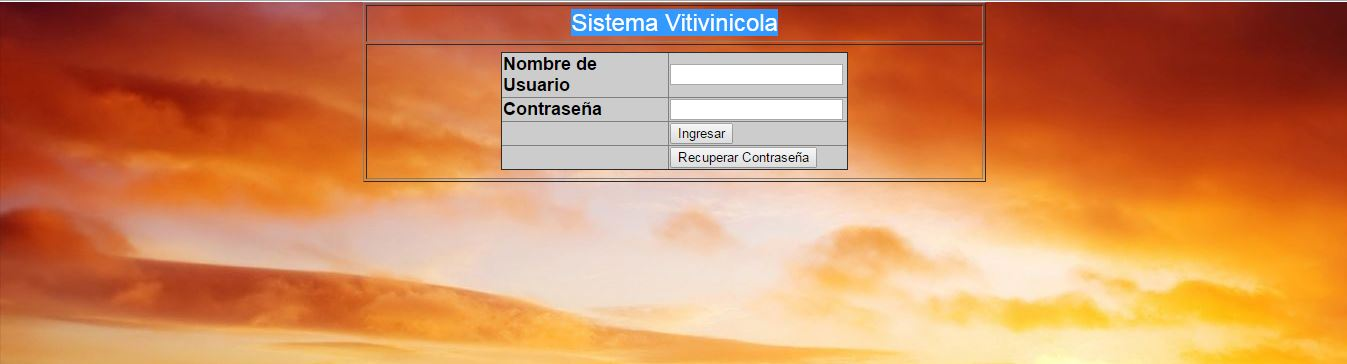 Sistema Vitivinicola
Nombre de
Usuario
Contraseña
Ingresar
Recuperar Contraseña